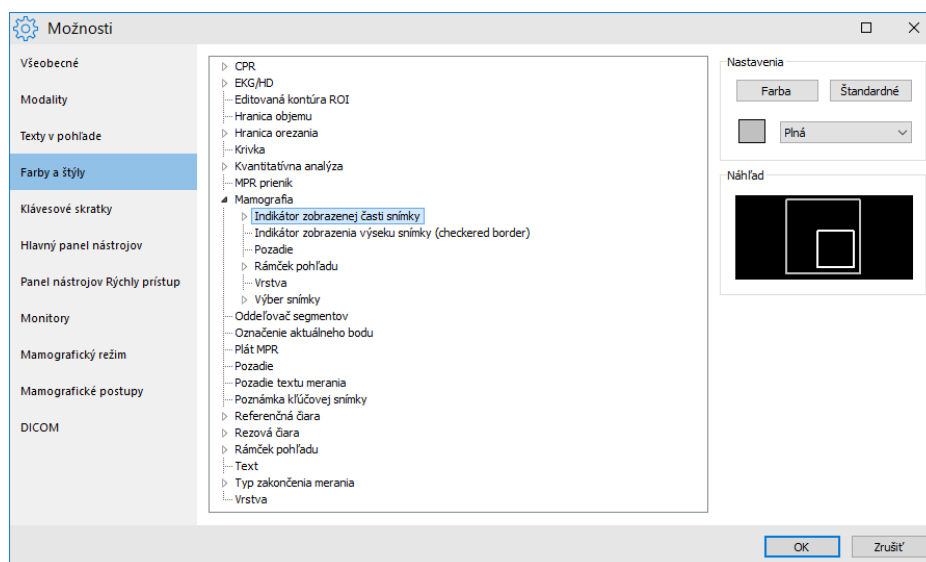 Možnosti
Všeobecné
Modality
Texty v pohľade
Farby a štýly
Klávesové skratky
Hlavný panel nástrojov
Panel nástrojov Rýchly prístup
Monitory
Mamografický režim
Mamografické postupy
DICOM
CPR
EKG/HD
Editovaná kontúra ROI
Hranica objemu
Hranica orezania
Krivka
Kvantitatívna analýza
MPR prienik
Mamografia
Indikátor zobrazenej časti snímky
Indikátor zobrazenia výseku snímky (checkered border)
Pozadie
Rámček pohľadu
Vrstva
Výber snímky
Oddeľovač segmentov
Označenie aktuálneho bodu
Plát MPR
Pozadie
Pozadie textu merania
Poznámka kľúčovej snímky
Referenčná čiara
Rezová čiara
Rámček pohľadu
Text
Typ zakončenia merania
Vrstva
Nastavenia
Farba Štandardné
Plná
Náhľad
OK Zrušiť